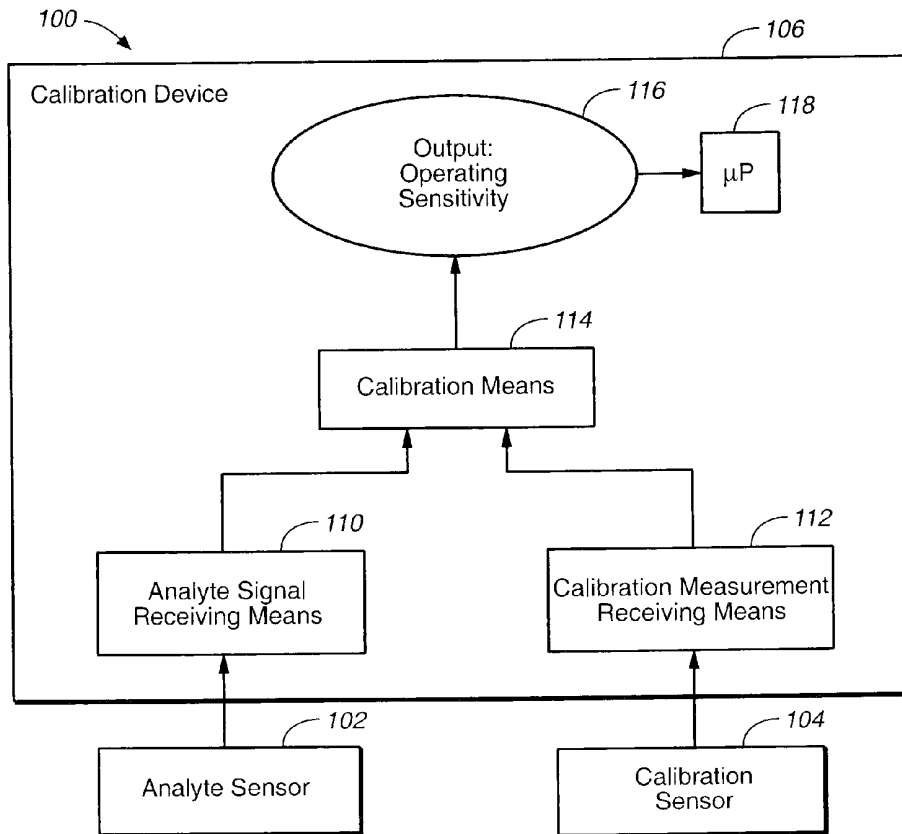 100
106
Calibration Device
116
118
Output:
Operating
Sensitivity
μP
114
Calibration Means
110
112
Analyte Signal
Receiving Means
Calibration Measurement
Receiving Means
102
104
Analyte Sensor
Calibration
Sensor